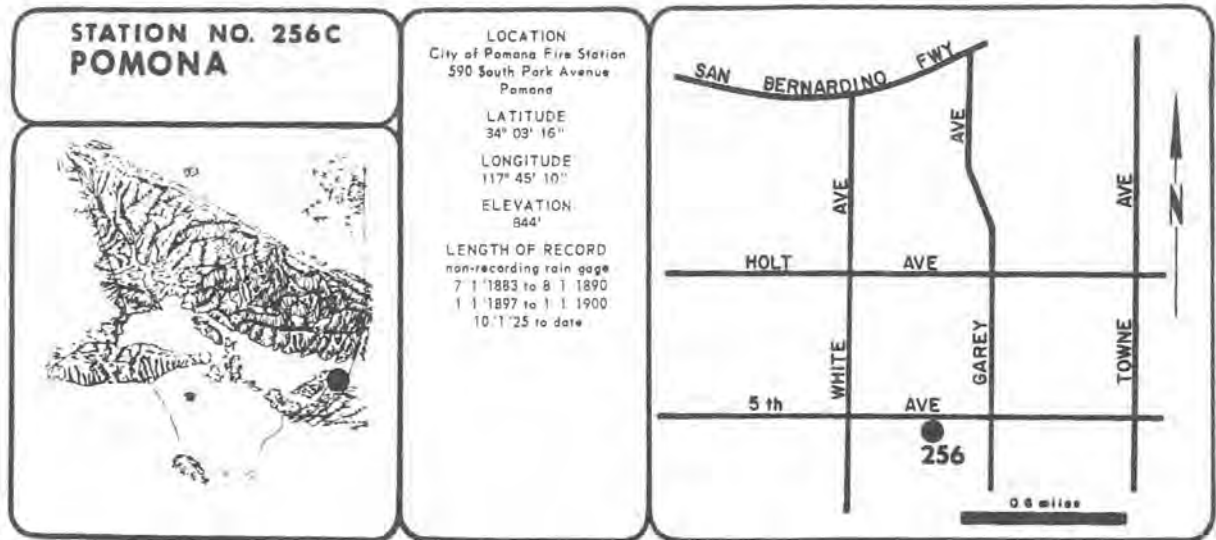 STATION NO. 256C
POMONA
LOCATION
City of Pomona Fire Station
590 South Park Avenue
Pomona
LATITUDE
34° 03' 16"
LONGITUDE
117° 45' 10"
ELEVATION
844'
LENGTH OF RECORD
non-recording rain gage
7 1 '1883 to 8 1 1890
1 1 '1897 to 1 1 1900
10 '1 '25 to date
SAN BERNARDINO FWY
AVE
AVE
AVE
N
HOLT AVE
WHITE
GAREY
TOWNE
5 th AVE
256
0.6 miles